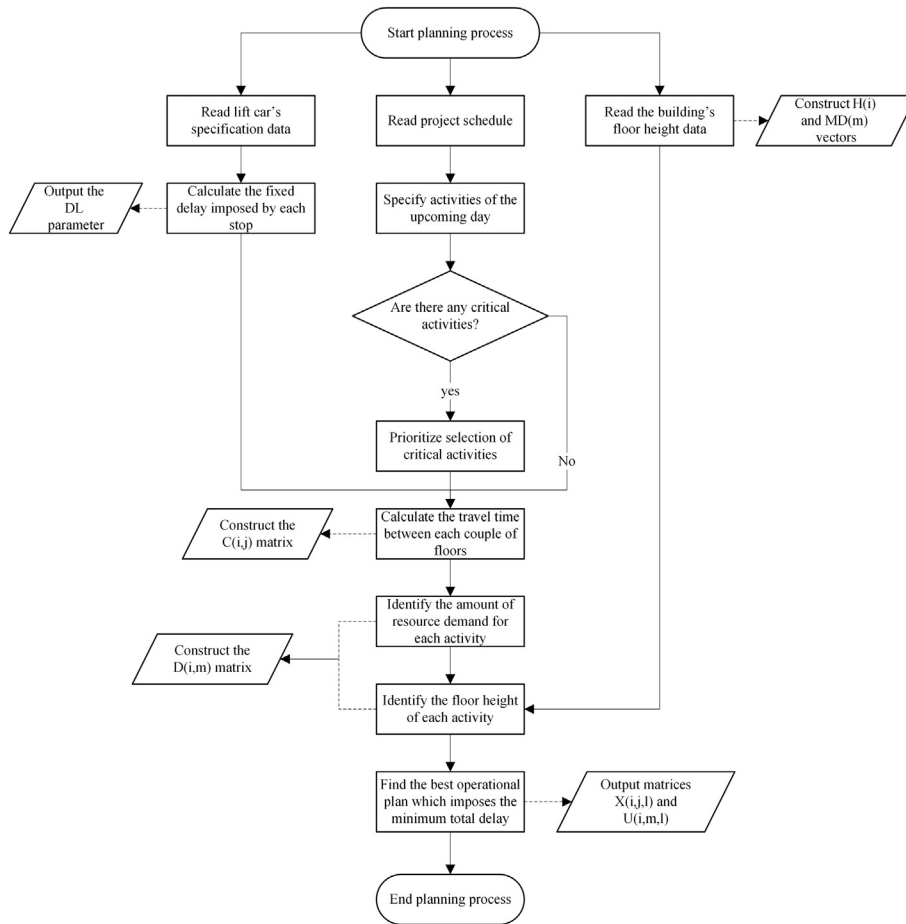 Start planning process
Read lift car's
specification data
Read project schedule
Read the building's
floor height data
Construct H(i)
and MD(m)
vectors
Output the
DL
parameter
Calculate the fixed
delay imposed by each
stop
Specify activities of the
upcoming day
Are there any critical
activities?
yes
Prioritize selection of
critical activities
No
Construct the
C(i,j) matrix
Calculate the travel time
between each couple of
floors
Identify the amount of
resource demand for
each activity
Construct the
D(i,m) matrix
Identify the floor height
of each activity
Find the best operational
plan which imposes the
minimum total delay
Output matrices
X(i,j,l) and
U(i,m,l)
End planning process